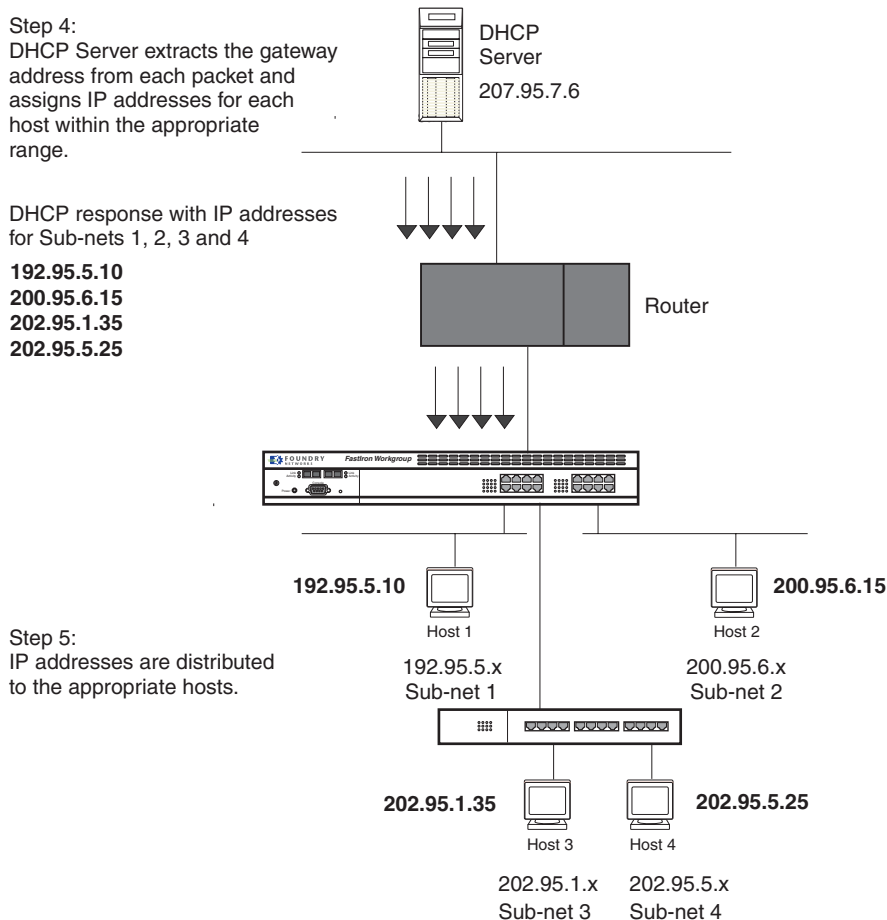 Step 4:
DHCP Server extracts the gateway
address from each packet and
assigns IP addresses for each
host within the appropriate
range.
DHCP
Server
207.95.7.6
DHCP response with IP addresses
for Sub-nets 1, 2, 3 and 4
192.95.5.10
200.95.6.15
202.95.1.35
202.95.5.25
Router
FOUNDRY
NETWORKS
FastIron Workgroup
Power
192.95.5.10
200.95.6.15
Host 1
Host 2
Step 5:
IP addresses are distributed
to the appropriate hosts.
192.95.5.x
Sub-net 1
200.95.6.x
Sub-net 2
202.95.1.35
202.95.5.25
Host 3
Host 4
202.95.1.x
Sub-net 3
202.95.5.x
Sub-net 4